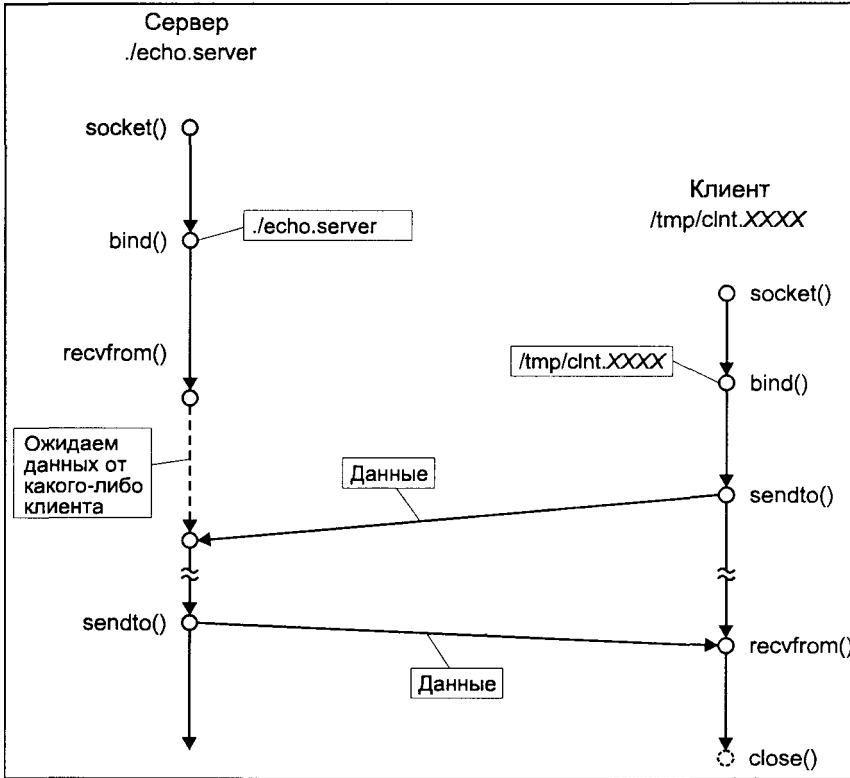 Сервер
./echo.server
socket()
bind()
./echo.server
recvfrom()
Ожидаем
данных от
какого-либо
клиента
sendto()
Данные
Данные
Клиент
/tmp/clnt.XXXX
socket()
/tmp/clnt.XXXX
bind()
sendto()
recvfrom()
close()